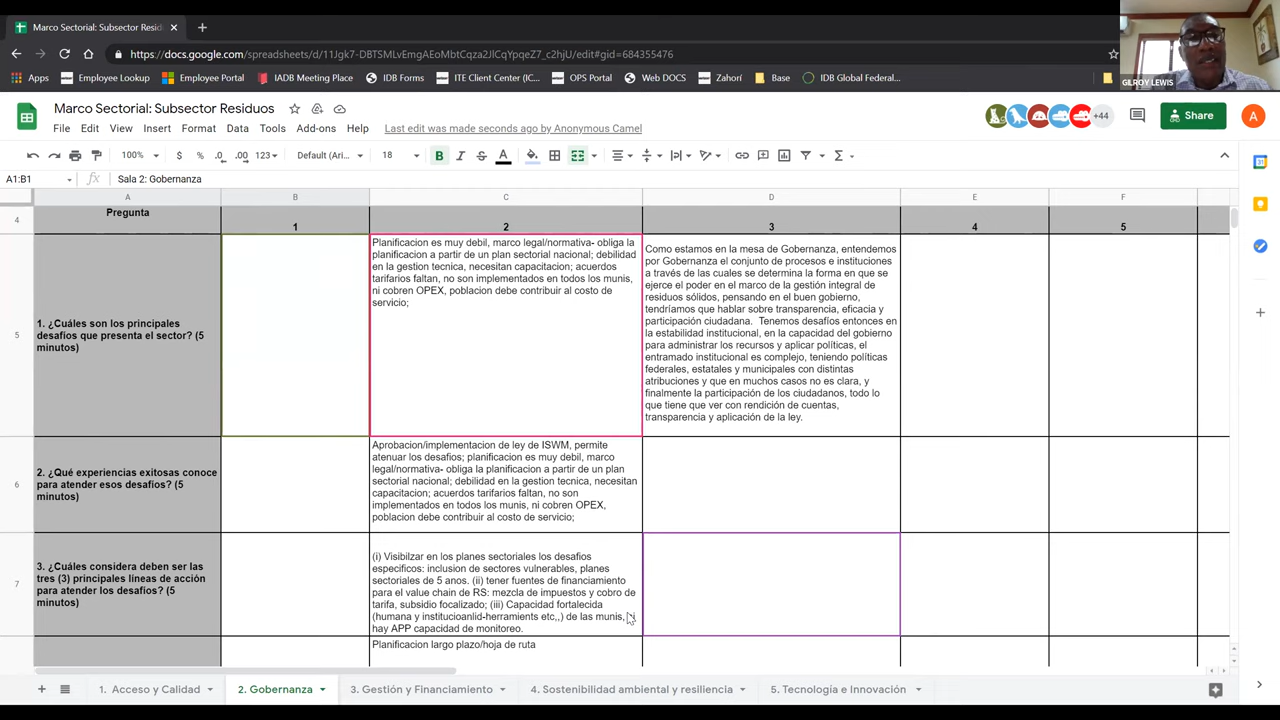 Marco Sectorial: Subsector Resid
https://docs.google.com/spreadsheets/d/11Jgk7-DBTSMLvEmgAEoMbtCqza2JlCqYpqeZ7_c2hjU/edit#gid=684355476
Apps Employee Lookup Employee Portal IADB Meeting Place IDB Forms ITE Client Center (IC... OPS Portal Web DOCS Zahorí Base IDB Global Federal...
GILROY LEWIS
Marco Sectorial: Subsector Residuos
+44 Share A
File Edit View Insert Format Data Tools Add-ons Help Last edit was made seconds ago by Anonymous Camel
100% $ % .0 .00 123 Default (Ari... 18 B I S A
A1:B1 fx Sala 2: Gobernanza
A B C D E F
4 Pregunta 1 2 3 4 5
5
1. ¿Cuáles son los principales
desafios que presenta el sector? (5
minutos)
Planificacion es muy debil, marco legal/normativa- obliga la
planificacion a partir de un plan sectorial nacional; debilidad
en la gestion tecnica, necesitan capacitacion; acuerdos
tarifarios faltan, no son implementados en todos los munis,
ni cobren OPEX, poblacion debe contribuir al costo de
servicio;
Como estamos en la mesa de Gobernanza, entendemos
por Gobernanza el conjunto de procesos e instituciones
a través de las cuales se determina la forma en que se
ejerce el poder en el marco de la gestión integral de
residuos sólidos, pensando en el buen gobierno,
tendríamos que hablar sobre transparencia, eficacia y
participación ciudadana. Tenemos desafíos entonces en
la estabilidad institucional, en la capacidad del gobierno
para administrar los recursos y aplicar políticas, el
entramado institucional es complejo, teniendo políticas
federales, estatales y municipales con distintas
atribuciones y que en muchos casos no es clara, y
finalmente la participación de los ciudadanos, todo lo
que tiene que ver con rendición de cuentas,
transparencia y aplicación de la ley.
6
2. ¿Qué experiencias exitosas conoce
para atender esos desafios? (5
minutos)
Aprobacion/implementacion de ley de ISWM, permite
atenuar los desafios; planificacion es muy debil, marco
legal/normativa- obliga la planificacion a partir de un plan
sectorial nacional; debilidad en la gestion tecnica, necesitan
capacitacion; acuerdos tarifarios faltan, no son
implementados en todos los munis, ni cobren OPEX,
poblacion debe contribuir al costo de servicio;
7
3. ¿Cuáles considera deben ser las
tres (3) principales líneas de acción
para atender los desafios? (5
minutos)
(i) Visibilzar en los planes sectoriales los desafios
especificos: inclusion de sectores vulnerables, planes
sectoriales de 5 anos. (ii) tener fuentes de financiamiento
para el value chain de RS: mezcla de impuestos y cobro de
tarifa, subsidio focalizado; (iii) Capacidad fortalecida
(humana y institucioanlid-herramients etc,,) de las munis,
hay APP capacidad de monitoreo.
Planificacion largo plazo/hoja de ruta
1. Acceso y Calidad 2. Gobernanza 3. Gestión y Financiamiento 4. Sostenibilidad ambiental y resiliencia 5. Tecnología e Innovación